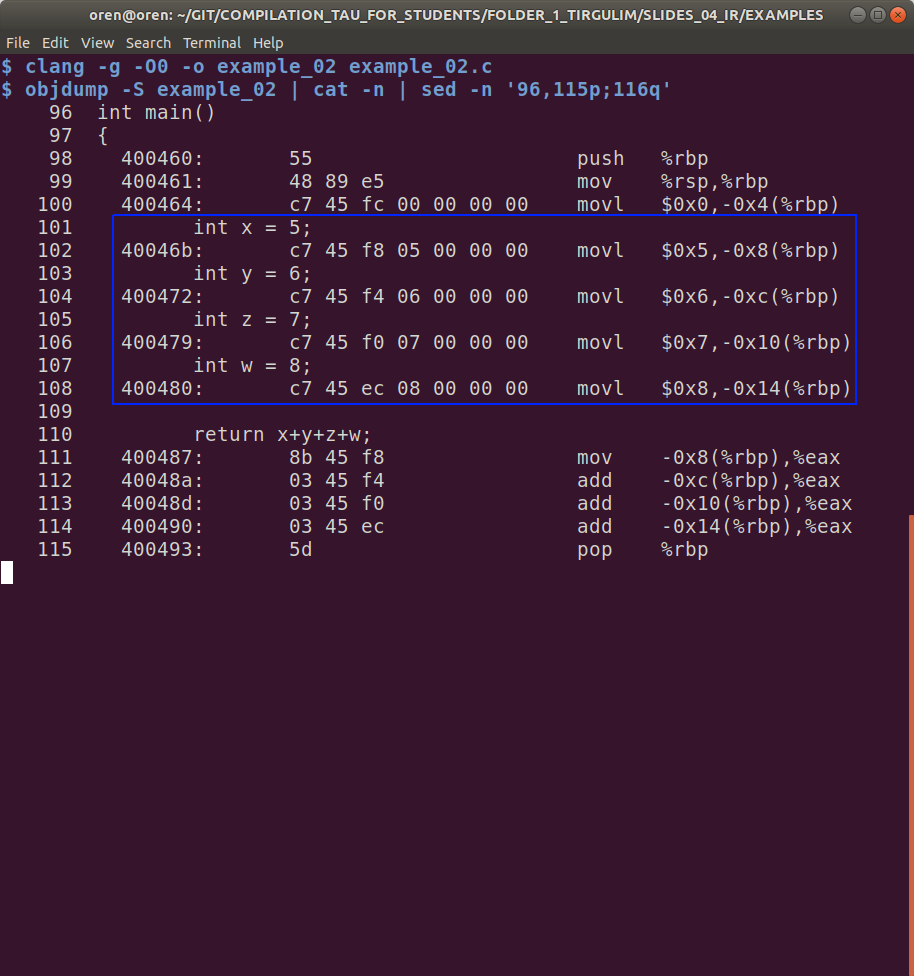 oren@oren: ~/GIT/COMPILATION_TAU_FOR_STUDENTS/FOLDER_1_TIRGULIM/SLIDES_04_IR/EXAMPLES
File Edit View Search Terminal Help
$ clang -g -O0 -o example_02 example_02.c
$ objdump -S example_02 | cat -n | sed -n '96,115p;116q'
    96  int main()
    97  {
    98    400460:       55                      push   %rbp
    99    400461:       48 89 e5                mov    %rsp,%rbp
   100    400464:       c7 45 fc 00 00 00 00    movl   $0x0,-0x4(%rbp)
   101          int x = 5;
   102    40046b:       c7 45 f8 05 00 00 00    movl   $0x5,-0x8(%rbp)
   103          int y = 6;
   104    400472:       c7 45 f4 06 00 00 00    movl   $0x6,-0xc(%rbp)
   105          int z = 7;
   106    400479:       c7 45 f0 07 00 00 00    movl   $0x7,-0x10(%rbp)
   107          int w = 8;
   108    400480:       c7 45 ec 08 00 00 00    movl   $0x8,-0x14(%rbp)
   109
   110          return x+y+z+w;
   111    400487:       8b 45 f8                mov    -0x8(%rbp),%eax
   112    40048a:       03 45 f4                add    -0xc(%rbp),%eax
   113    40048d:       03 45 f0                add    -0x10(%rbp),%eax
   114    400490:       03 45 ec                add    -0x14(%rbp),%eax
   115    400493:       5d                      pop    %rbp